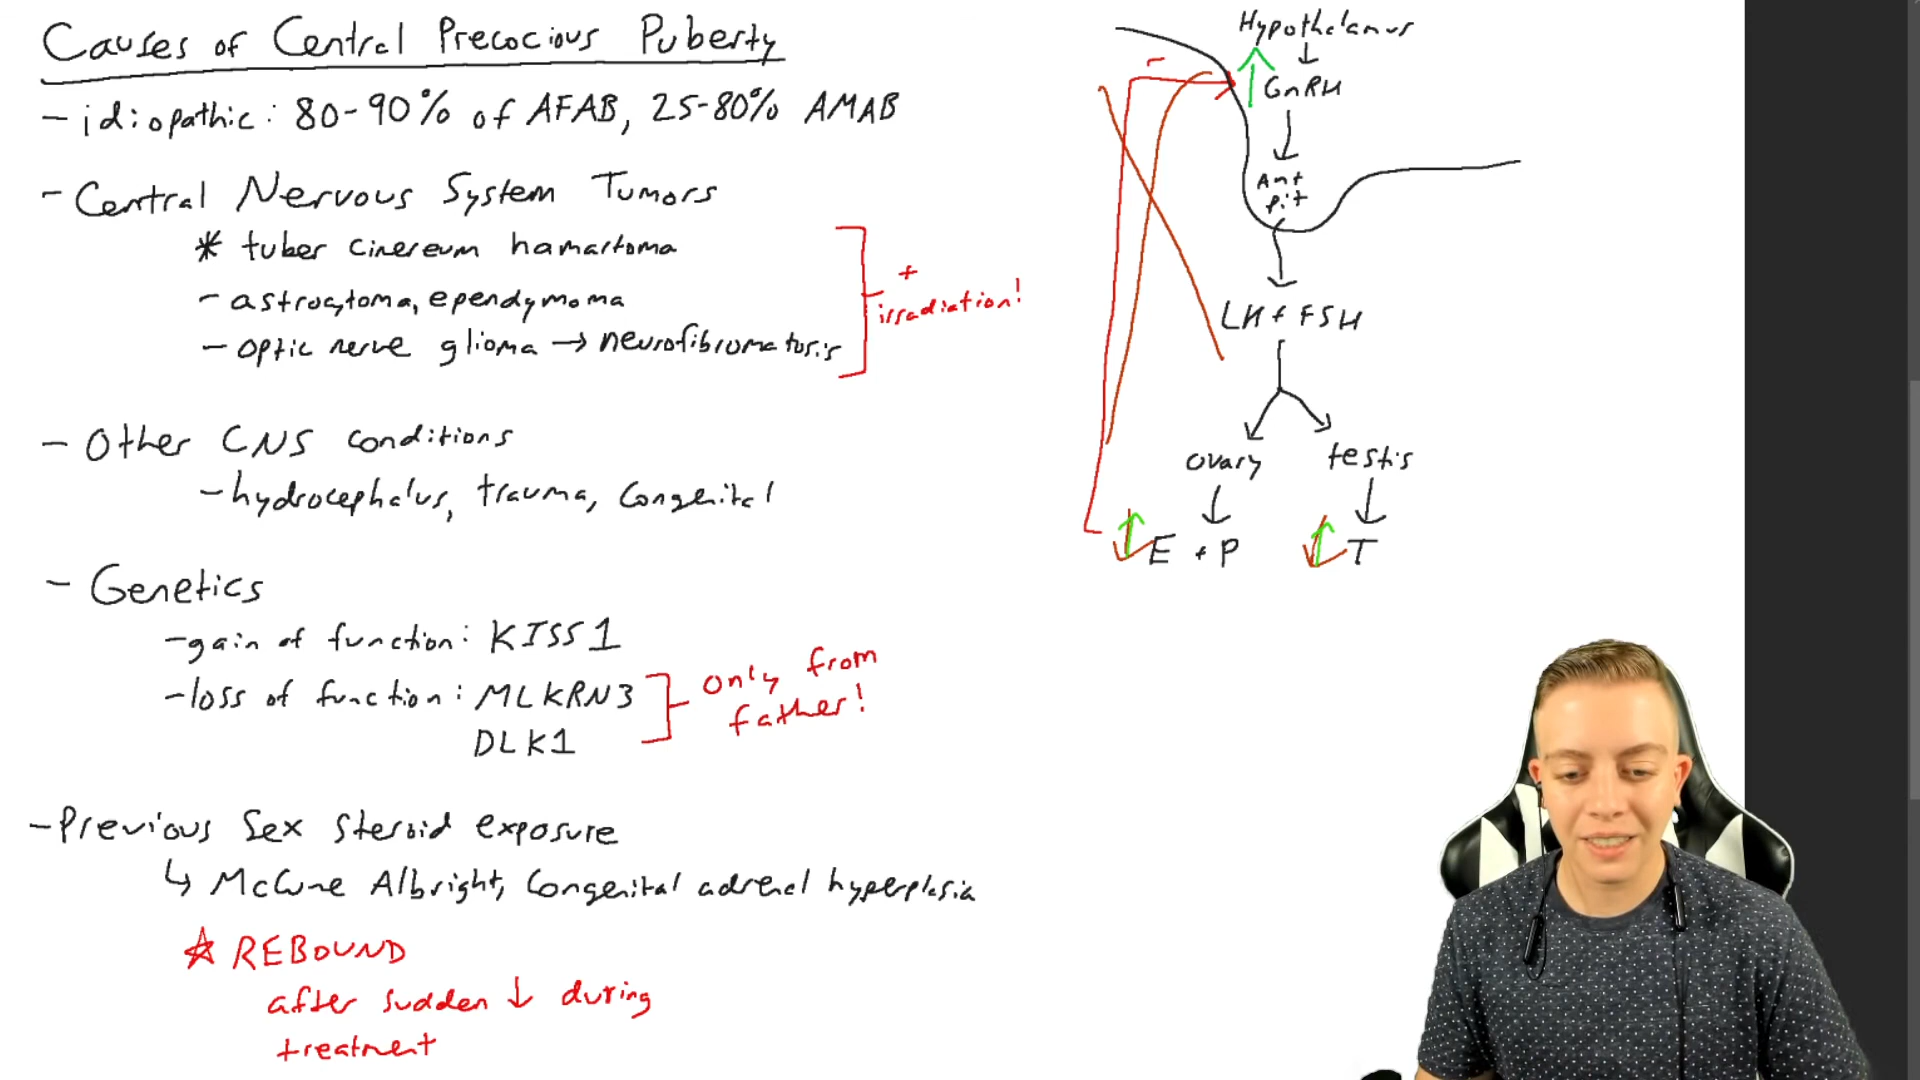 Causes of Central Precocious Puberty
- idiopathic: 80-90% of AFAB, 25-80% AMAB
- Central Nervous System Tumors
* tuber cinereum hamartoma
- astrocytoma, ependymoma
- optic nerve glioma → neurofibromatosis
+
irradiation!
- Other CNS conditions
- hydrocephalus, trauma, congenital
- Genetics
- gain of function: KISS1
- loss of function: MLKRN3
DLK1
only from
father!
- Previous Sex Steroid exposure
↳ McCune Albright, Congenital adrenal hyperplasia
☆ REBOUND
after sudden ↓ during
treatment
Hypothalamus
↓
-
↑ GnRH
↓
Ant
pit
↓
LH + FSH
ovary testis
↓ ↓
↓↑ E + P ↓↑ T